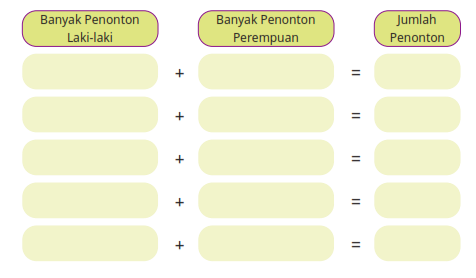 Banyak Penonton
Laki-laki
Banyak Penonton
Perempuan
Jumlah
Penonton
+ =
+ =
+ =
+ =
+ =